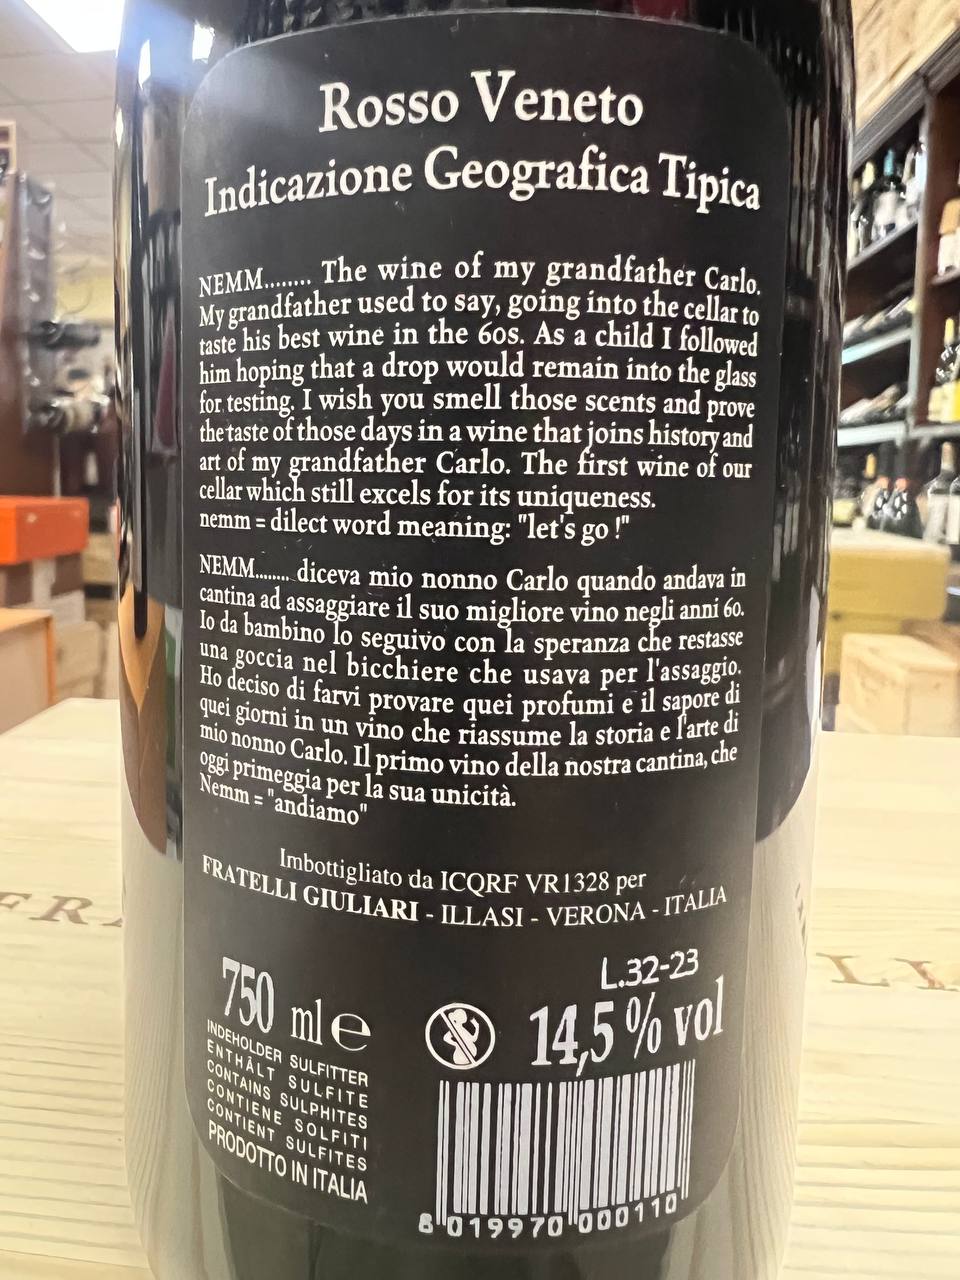 Rosso Veneto
Indicazione Geografica Tipica
NEMM........ The wine of my grandfather Carlo.
My grandfather used to say, going into the cellar to
taste his best wine in the 60s. As a child I followed
him hoping that a drop would remain into the glass
for testing. I wish you smell those scents and prove
the taste of those days in a wine that joins history and
art of my grandfather Carlo. The first wine of our
cellar which still excels for its uniqueness.
nemm = dilect word meaning: "let's go !"
NEMM........ diceva mio nonno Carlo quando andava in
cantina ad assaggiare il suo migliore vino negli anni 60.
Io da bambino lo seguivo con la speranza che restasse
una goccia nel bicchiere che usava per l'assaggio.
Ho deciso di farvi provare quei profumi e il sapore di
quei giorni in un vino che riassume la storia e l'arte di
mio nonno Carlo. Il primo vino della nostra cantina, che
oggi primeggia per la sua unicità.
Nemm = "andiamo"
Imbottigliato da ICQRF VR1328 per
FRATELLI GIULIARI - ILLASI - VERONA - ITALIA
L.32-23
750 ml e
14,5 % vol
INDEHOLDER SULFITTER
ENTHÄLT SULFITE
CONTAINS SULPHITES
CONTIENE SOLFITI
CONTIENT SULFITES
PRODOTTO IN ITALIA
8 019970 000110